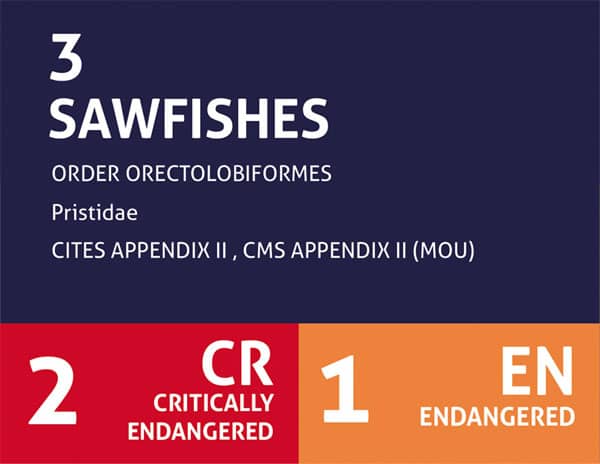 3
SAWFISHES
ORDER ORECTOLOBIFORMES
Pristidae
CITES APPENDIX II , CMS APPENDIX II (MOU)
2
CR
CRITICALLY
ENDANGERED
1
EN
ENDANGERED